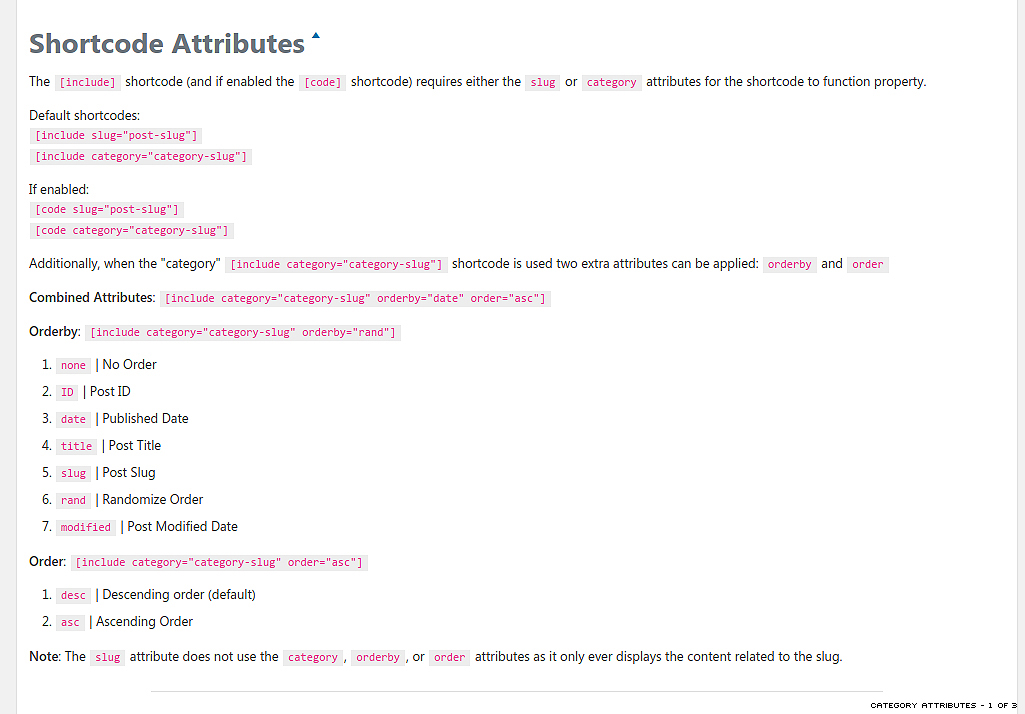 Shortcode Attributes
The [include] shortcode (and if enabled the [code] shortcode) requires either the slug or category attributes for the shortcode to function property.
Default shortcodes:
[include slug="post-slug"]
[include category="category-slug"]
If enabled:
[code slug="post-slug"]
[code category="category-slug"]
Additionally, when the "category" [include category="category-slug"] shortcode is used two extra attributes can be applied: orderby and order
Combined Attributes: [include category="category-slug" orderby="date" order="asc"]
Orderby: [include category="category-slug" orderby="rand"]
1. none | No Order
2. ID | Post ID
3. date | Published Date
4. title | Post Title
5. slug | Post Slug
6. rand | Randomize Order
7. modified | Post Modified Date
Order: [include category="category-slug" order="asc"]
1. desc | Descending order (default)
2. asc | Ascending Order
Note: The slug attribute does not use the category, orderby, or order attributes as it only ever displays the content related to the slug.
CATEGORY ATTRIBUTES - 1 OF 3